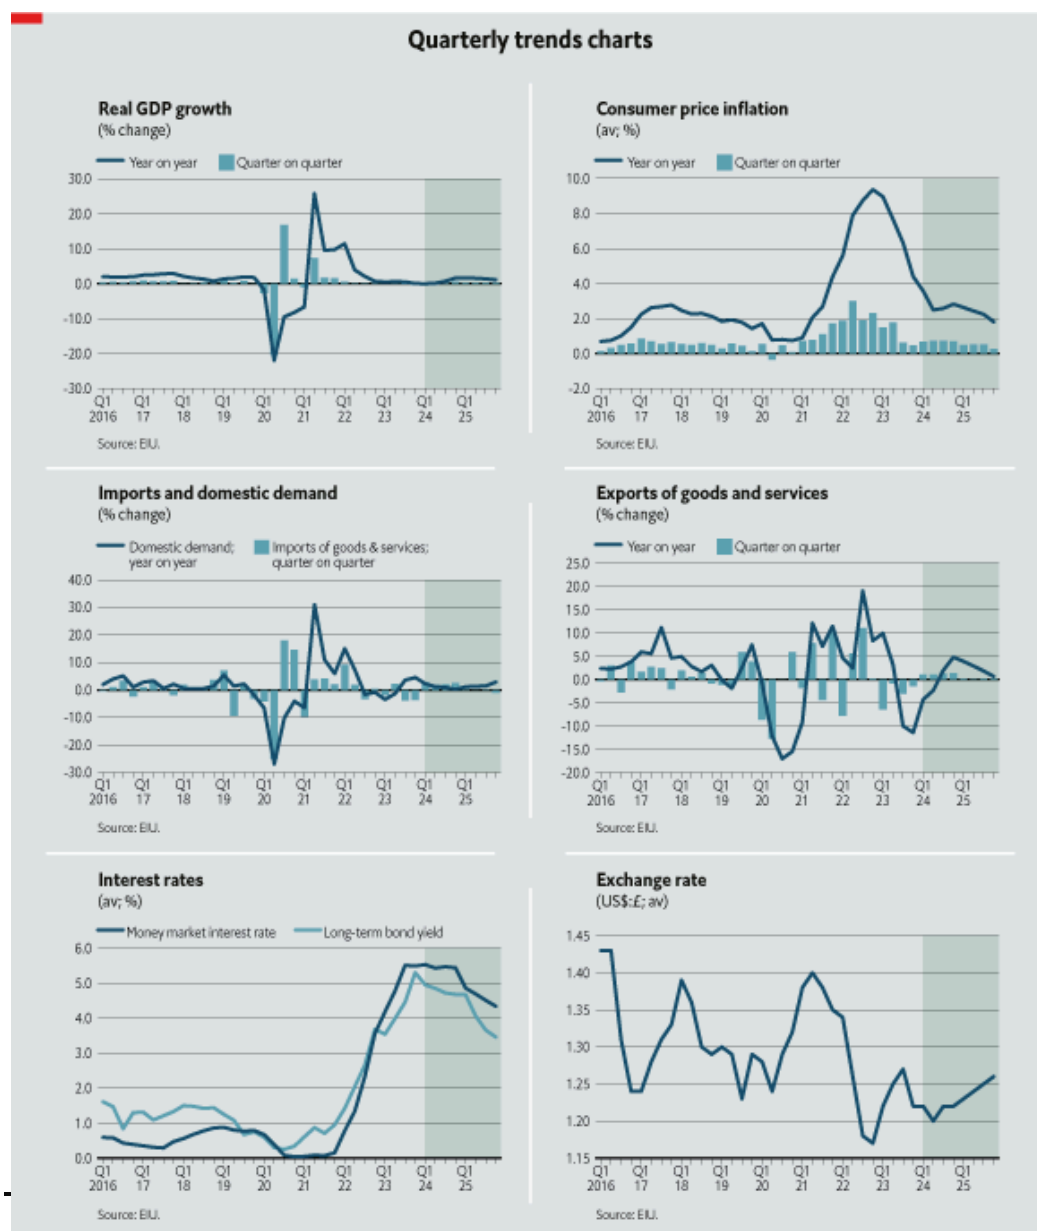 Quarterly trends charts
Real GDP growth
(% change)
Year on year
Quarter on quarter
30.0
20.0
10.0
0.0
-10.0
-20.0
-30.0
Q1 Q1 Q1 Q1 Q1 Q1 Q1 Q1 Q1 Q1
2016 17 18 19 20 21 22 23 24 25
Source: EIU.
Consumer price inflation
(av; %)
Year on year
Quarter on quarter
10.0
8.0
6.0
4.0
2.0
0.0
-2.0
Q1 Q1 Q1 Q1 Q1 Q1 Q1 Q1 Q1 Q1
2016 17 18 19 20 21 22 23 24 25
Source: EIU.
Imports and domestic demand
(% change)
Domestic demand;
year on year
Imports of goods & services;
quarter on quarter
40.0
30.0
20.0
10.0
0.0
-10.0
-20.0
-30.0
Q1 Q1 Q1 Q1 Q1 Q1 Q1 Q1 Q1 Q1
2016 17 18 19 20 21 22 23 24 25
Source: EIU.
Exports of goods and services
(% change)
Year on year
Quarter on quarter
25.0
20.0
15.0
10.0
5.0
0.0
-5.0
-10.0
-15.0
-20.0
Q1 Q1 Q1 Q1 Q1 Q1 Q1 Q1 Q1 Q1
2016 17 18 19 20 21 22 23 24 25
Source: EIU.
Interest rates
(av; %)
Money market interest rate
Long-term bond yield
6.0
5.0
4.0
3.0
2.0
1.0
0.0
Q1 Q1 Q1 Q1 Q1 Q1 Q1 Q1 Q1 Q1
2016 17 18 19 20 21 22 23 24 25
Source: EIU.
Exchange rate
(US$:£; av)
1.45
1.40
1.35
1.30
1.25
1.20
1.15
Q1 Q1 Q1 Q1 Q1 Q1 Q1 Q1 Q1 Q1
2016 17 18 19 20 21 22 23 24 25
Source: EIU.